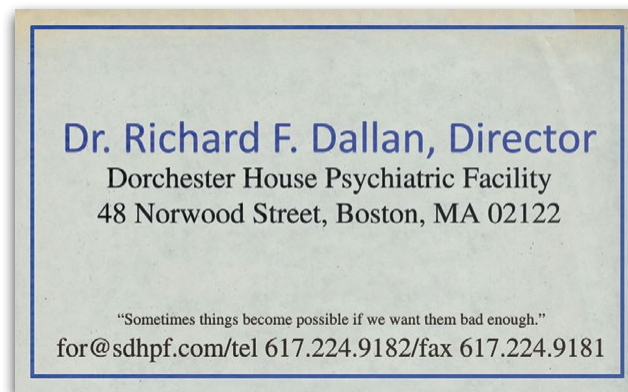 Dr. Richard F. Dallan, Director
Dorchester House Psychiatric Facility
48 Norwood Street, Boston, MA 02122
“Sometimes things become possible if we want them bad enough.”
for@sdhpf.com/tel 617.224.9182/fax 617.224.9181